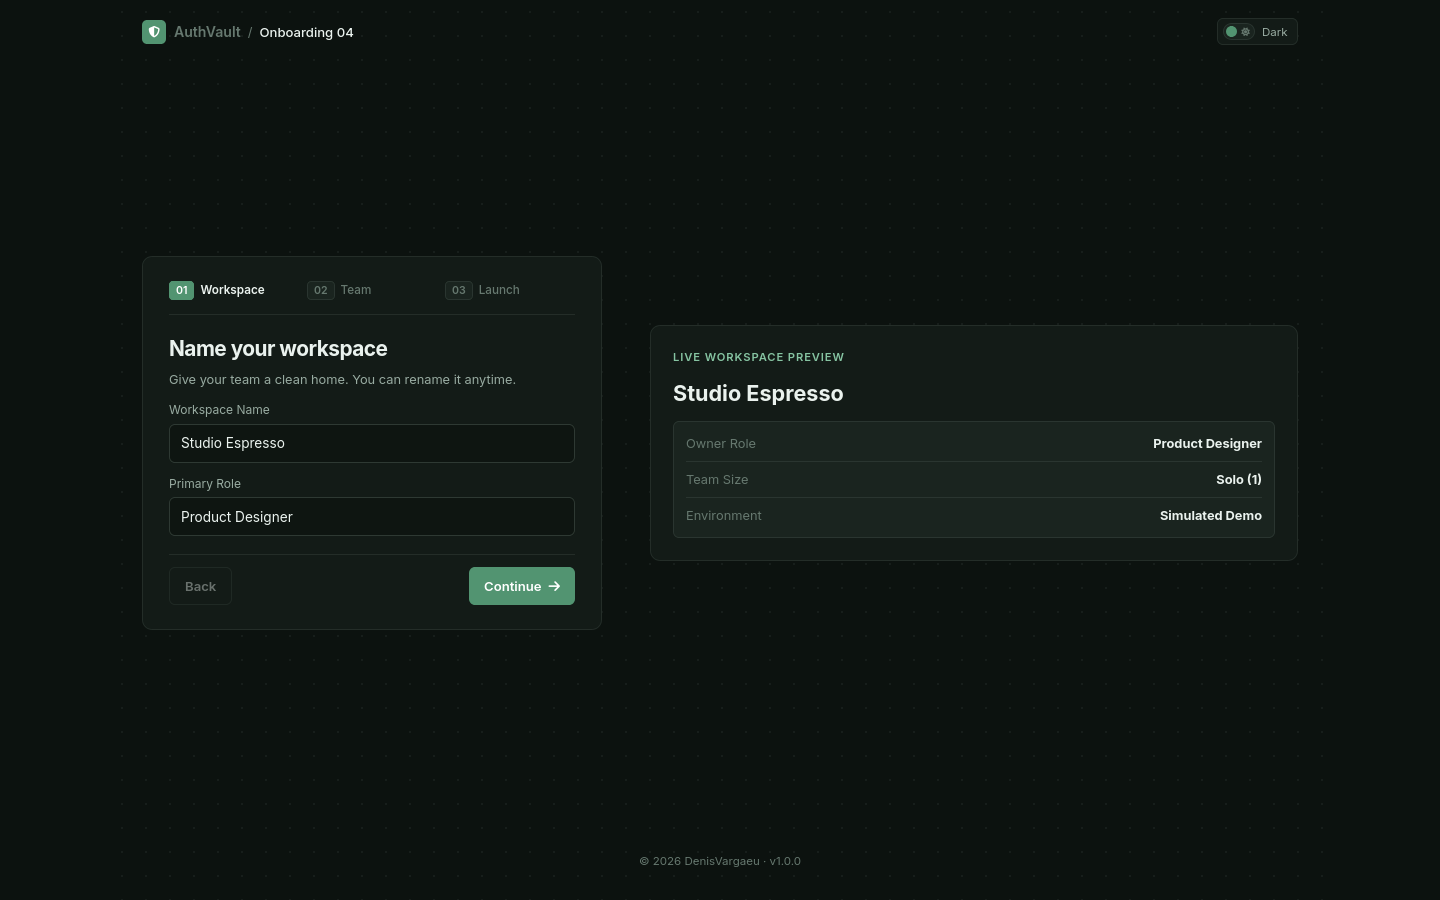 AuthVault / Onboarding 04
Dark
01 Workspace 02 Team 03 Launch
Name your workspace
Give your team a clean home. You can rename it anytime.
Workspace Name
Studio Espresso
Primary Role
Product Designer
Back Continue →
LIVE WORKSPACE PREVIEW
Studio Espresso
Owner Role Product Designer
Team Size Solo (1)
Environment Simulated Demo
© 2026 DenisVargaeu · v1.0.0